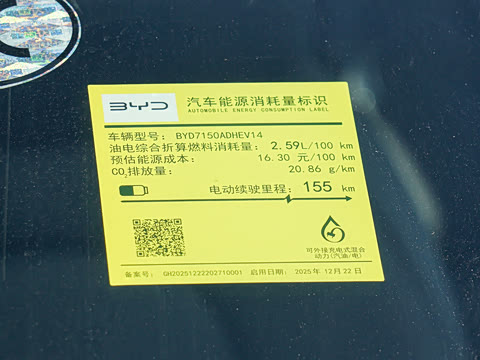 BYD 汽车能源消耗量标识
AUTOMOBILE ENERGY CONSUMPTION LABEL
车辆型号: BYD7150ADHEV14
油电综合折算燃料消耗量: 2.59L/100 km
预估能源成本: 16.30 元/100 km
CO₂排放量: 20.86 g/km
电动续驶里程: 155 km
可外接充电式混合
动力(汽油/电)
备案号: GH20251222202710001 启用日期: 2025年12月22日